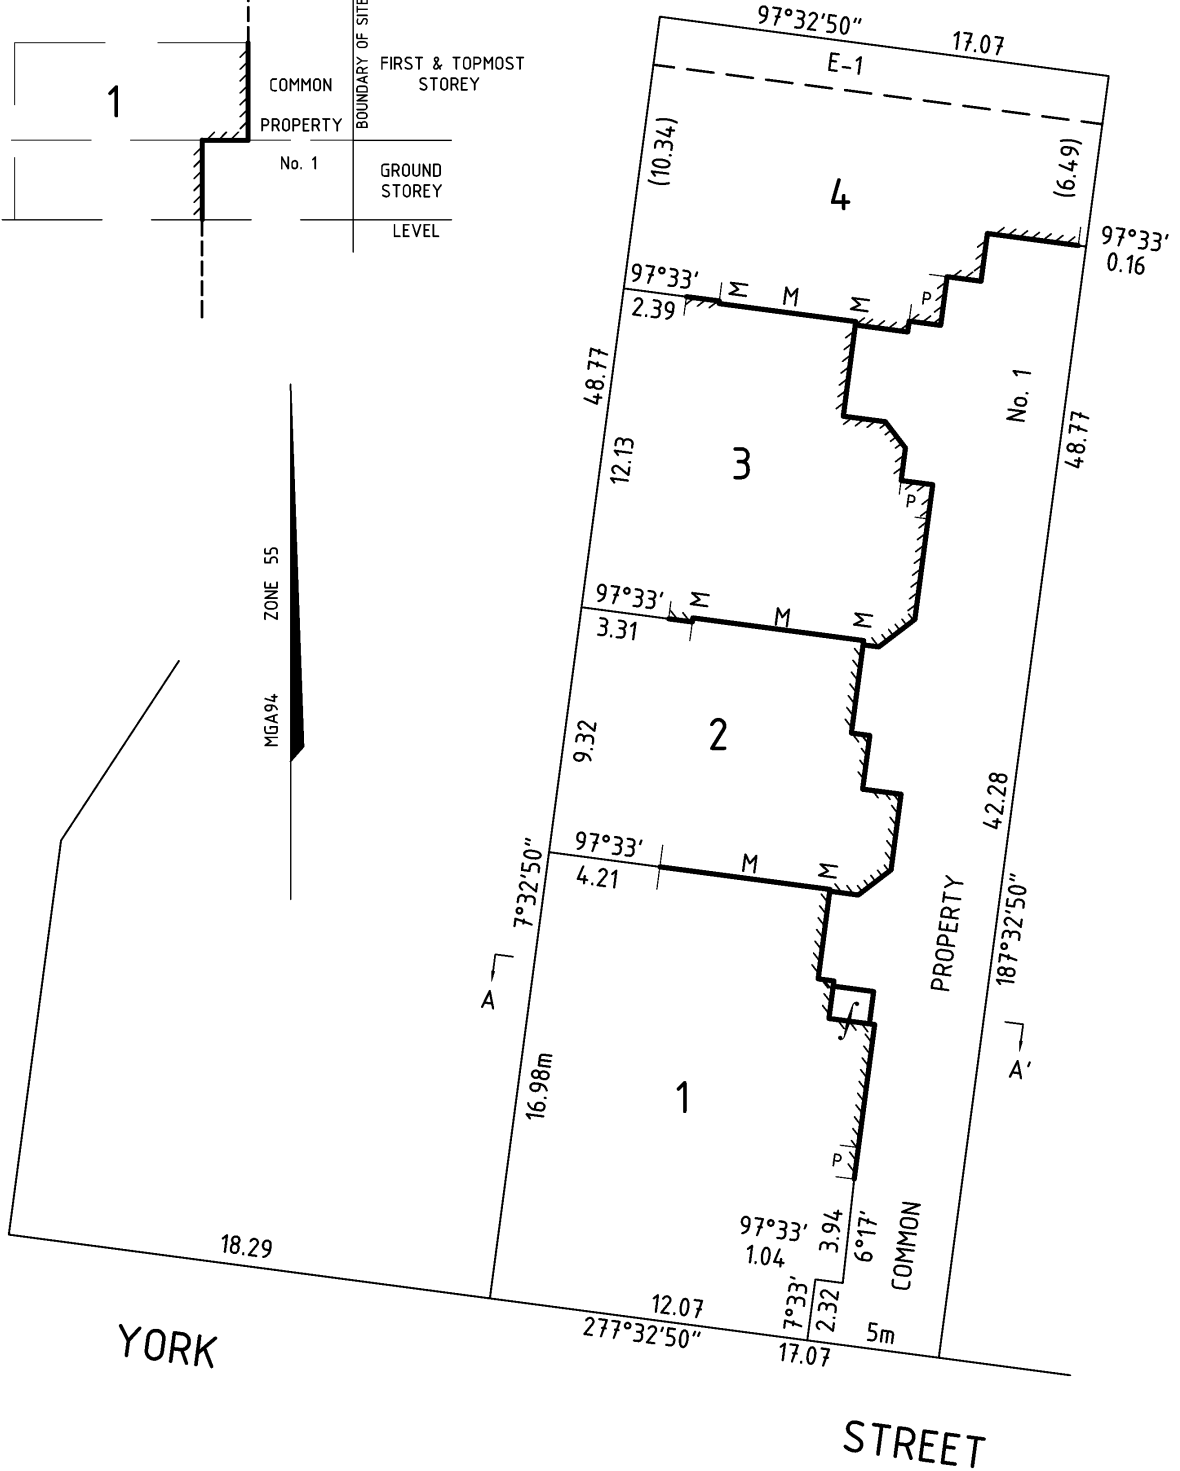 1
COMMON
PROPERTY
No. 1
BOUNDARY OF SITE
FIRST & TOPMOST
STOREY
GROUND
STOREY
LEVEL
97°32'50"
17.07
E-1
(10.34)
(6.49)
4
97°33'
0.16
97°33'
2.39
M
M
M
P
48.77
12.13
3
P
No. 1
48.77
ZONE 55
MGA94
97°33'
3.31
M
M
M
9.32
2
42.28
97°33'
4.21
M
M
7°32'50"
PROPERTY
187°32'50"
A
A'
16.98m
1
P
97°33'
1.04
3.94
6°17'
COMMON
7°33'
2.32
5m
18.29
12.07
277°32'50"
17.07
YORK
STREET